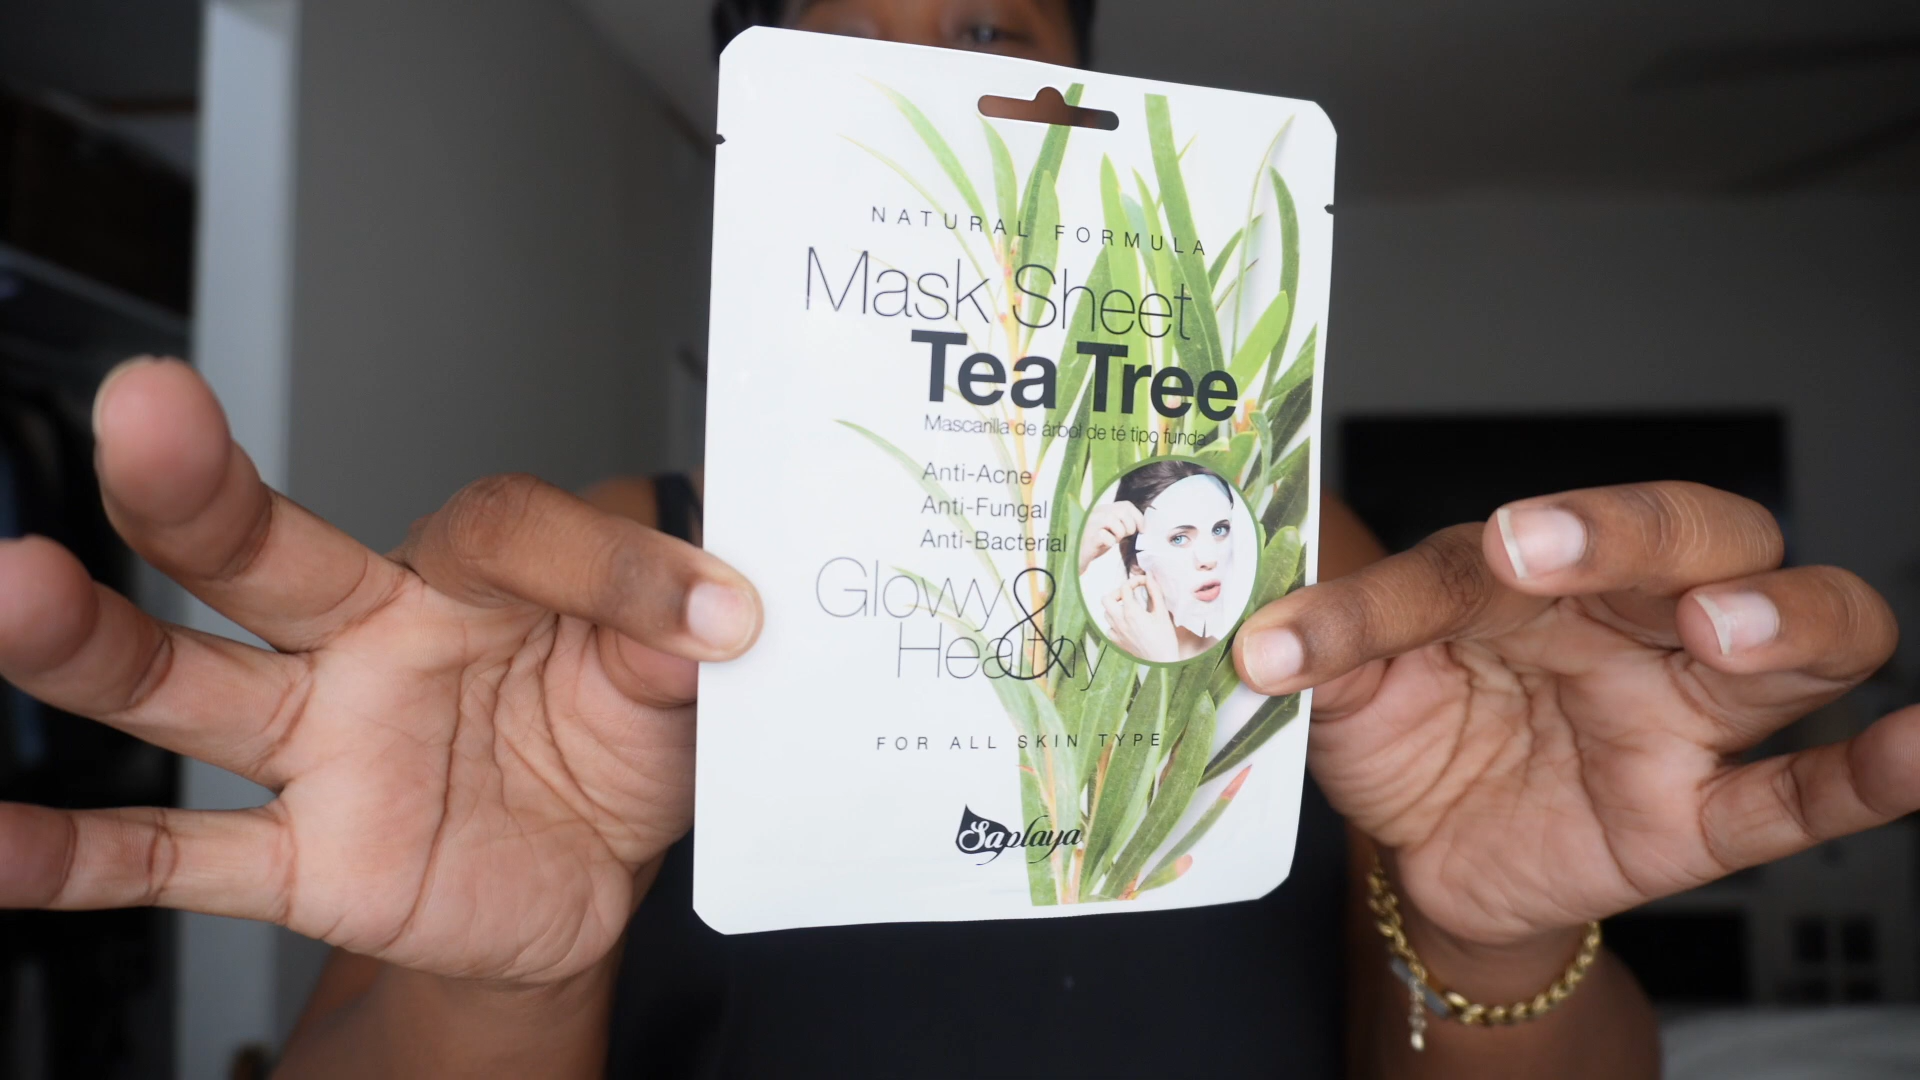 NATURAL FORMULA
Mask Sheet
Tea Tree
Mascarilla de árbol de té tipo funda
Anti-Acne
Anti-Fungal
Anti-Bacterial
Glowy &
Healthy
FOR ALL SKIN TYPE
Saplaya